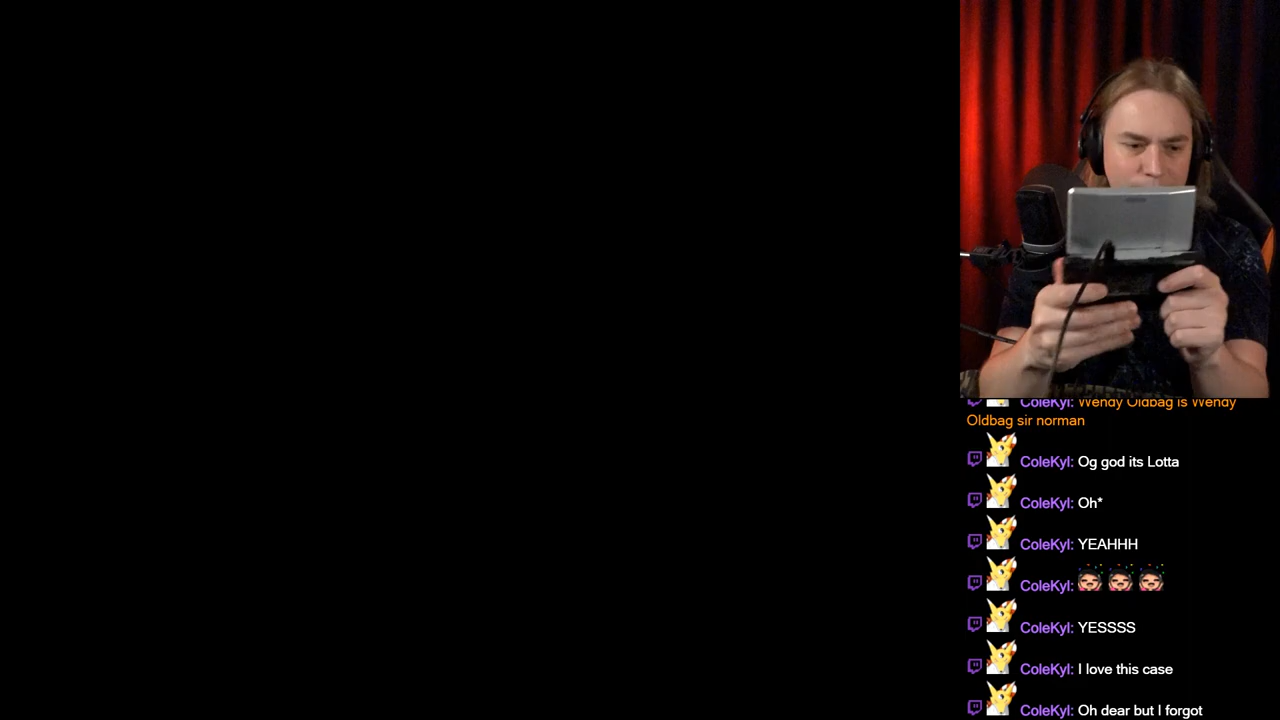 ColeKyl: Wendy Oldbag is Wendy
Oldbag sir norman
ColeKyl: Og god its Lotta
ColeKyl: Oh*
ColeKyl: YEAHHH
ColeKyl:
ColeKyl: YESSSS
ColeKyl: I love this case
ColeKyl: Oh dear but I forgot